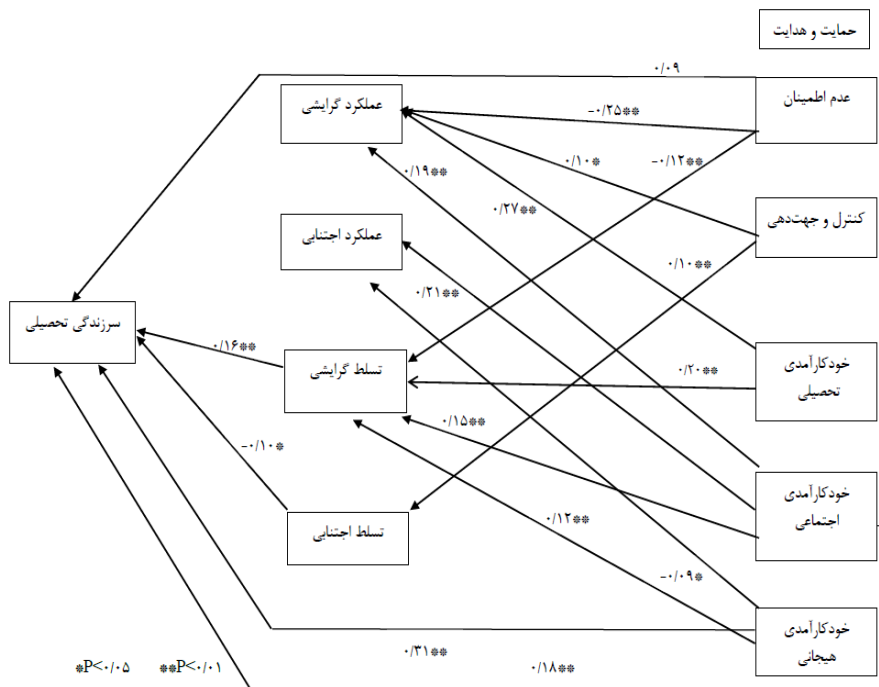 حمایت و هدایت
۰/۰۹
عدم اطمینان
عملکرد گرایشی
-۰/۲۵**
۰/۱۰*
-۰/۱۲**
۰/۱۹**
۰/۲۷**
کنترل و جهت‌دهی
عملکرد اجتنابی
۰/۱۰**
۰/۲۱**
سرزندگی تحصیلی
۰/۱۶**
تسلط گرایشی
خودکارآمدی
تحصیلی
۰/۲۰**
۰/۱۵**
-۰/۱۰*
خودکارآمدی
اجتماعی
تسلط اجتنابی
۰/۱۲**
-۰/۰۹*
خودکارآمدی
هیجانی
۰/۳۱**
۰/۱۸**
*P<۰/۰۵ **P<۰/۰۱